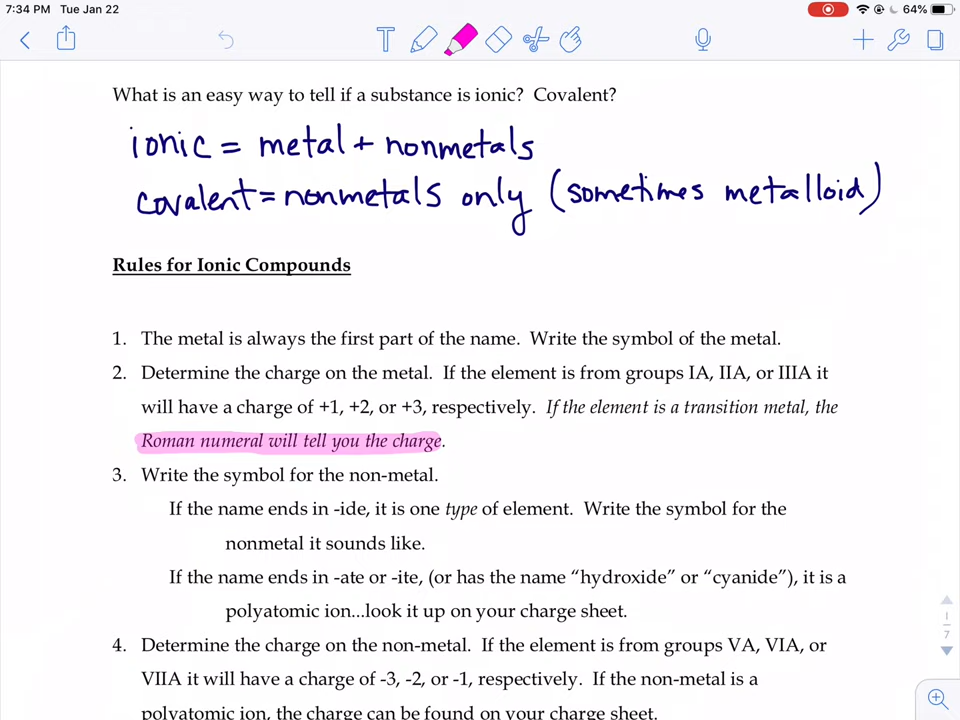 7:34 PM Tue Jan 22
64%
T
What is an easy way to tell if a substance is ionic? Covalent?
ionic = metal + nonmetals
covalent = nonmetals only (sometimes metalloid)
Rules for Ionic Compounds
1. The metal is always the first part of the name. Write the symbol of the metal.
2. Determine the charge on the metal. If the element is from groups IA, IIA, or IIIA it
will have a charge of +1, +2, or +3, respectively. If the element is a transition metal, the
Roman numeral will tell you the charge.
3. Write the symbol for the non-metal.
If the name ends in -ide, it is one type of element. Write the symbol for the
nonmetal it sounds like.
If the name ends in -ate or -ite, (or has the name “hydroxide” or “cyanide”), it is a
polyatomic ion...look it up on your charge sheet.
4. Determine the charge on the non-metal. If the element is from groups VA, VIA, or
VIIA it will have a charge of -3, -2, or -1, respectively. If the non-metal is a
polyatomic ion, the charge can be found on your charge sheet.
1
7